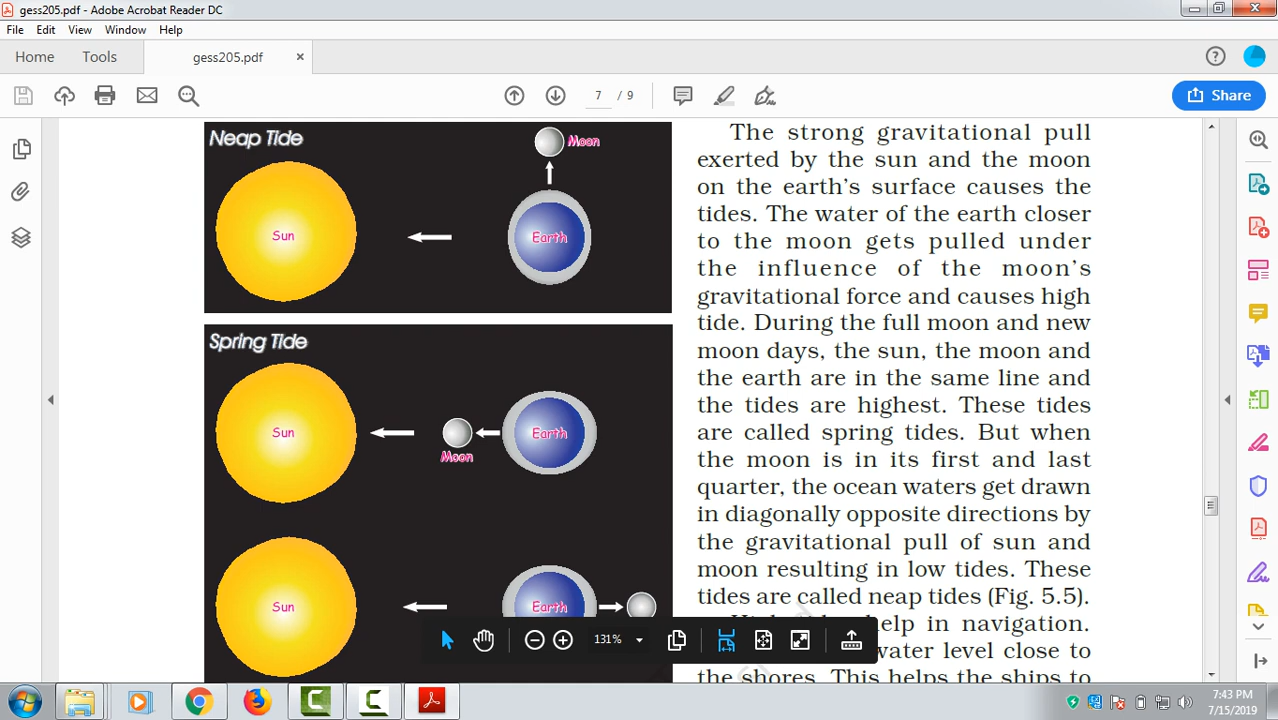 gess205.pdf - Adobe Acrobat Reader DC
File Edit View Window Help
Home Tools gess205.pdf
7 / 9
Share
Neap Tide
Moon
Sun
Earth
Spring Tide
Sun
Earth
Moon
Sun
Earth
The strong gravitational pull
exerted by the sun and the moon
on the earth's surface causes the
tides. The water of the earth closer
to the moon gets pulled under
the influence of the moon's
gravitational force and causes high
tide. During the full moon and new
moon days, the sun, the moon and
the earth are in the same line and
the tides are highest. These tides
are called spring tides. But when
the moon is in its first and last
quarter, the ocean waters get drawn
in diagonally opposite directions by
the gravitational pull of sun and
moon resulting in low tides. These
tides are called neap tides (Fig. 5.5).
help in navigation.
water level close to
the shores. This helps the ships to
131%
7:43 PM
7/15/2019